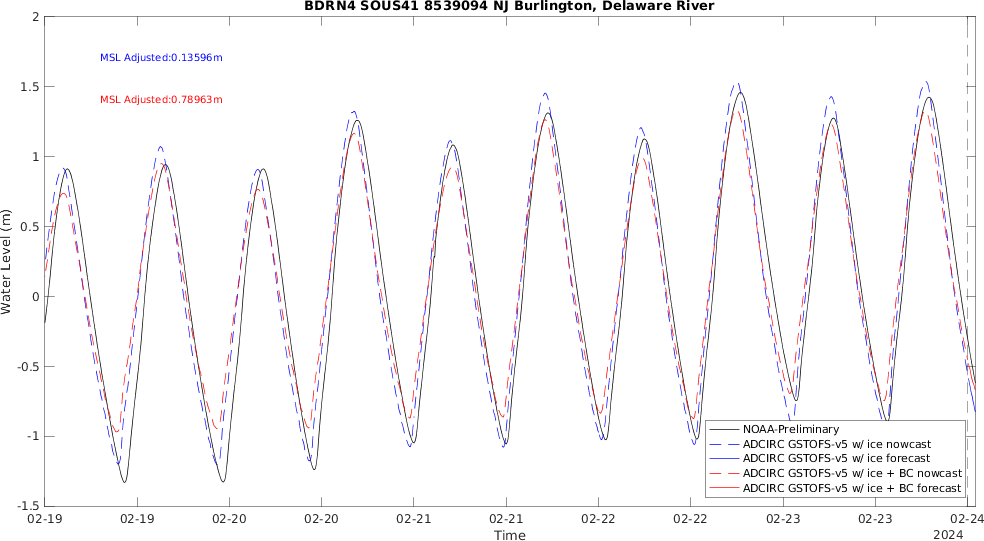 BDRN4 SOUS41 8539094 NJ Burlington, Delaware River
2
1.5
1
0.5
0
-0.5
-1
-1.5
Water Level (m)
MSL Adjusted:0.13596m
MSL Adjusted:0.78963m
NOAA-Preliminary
ADCIRC GSTOFS-v5 w/ ice nowcast
ADCIRC GSTOFS-v5 w/ ice forecast
ADCIRC GSTOFS-v5 w/ ice + BC nowcast
ADCIRC GSTOFS-v5 w/ ice + BC forecast
02-19 02-19 02-20 02-20 02-21 02-21 02-22 02-22 02-23 02-23 02-24
Time
2024